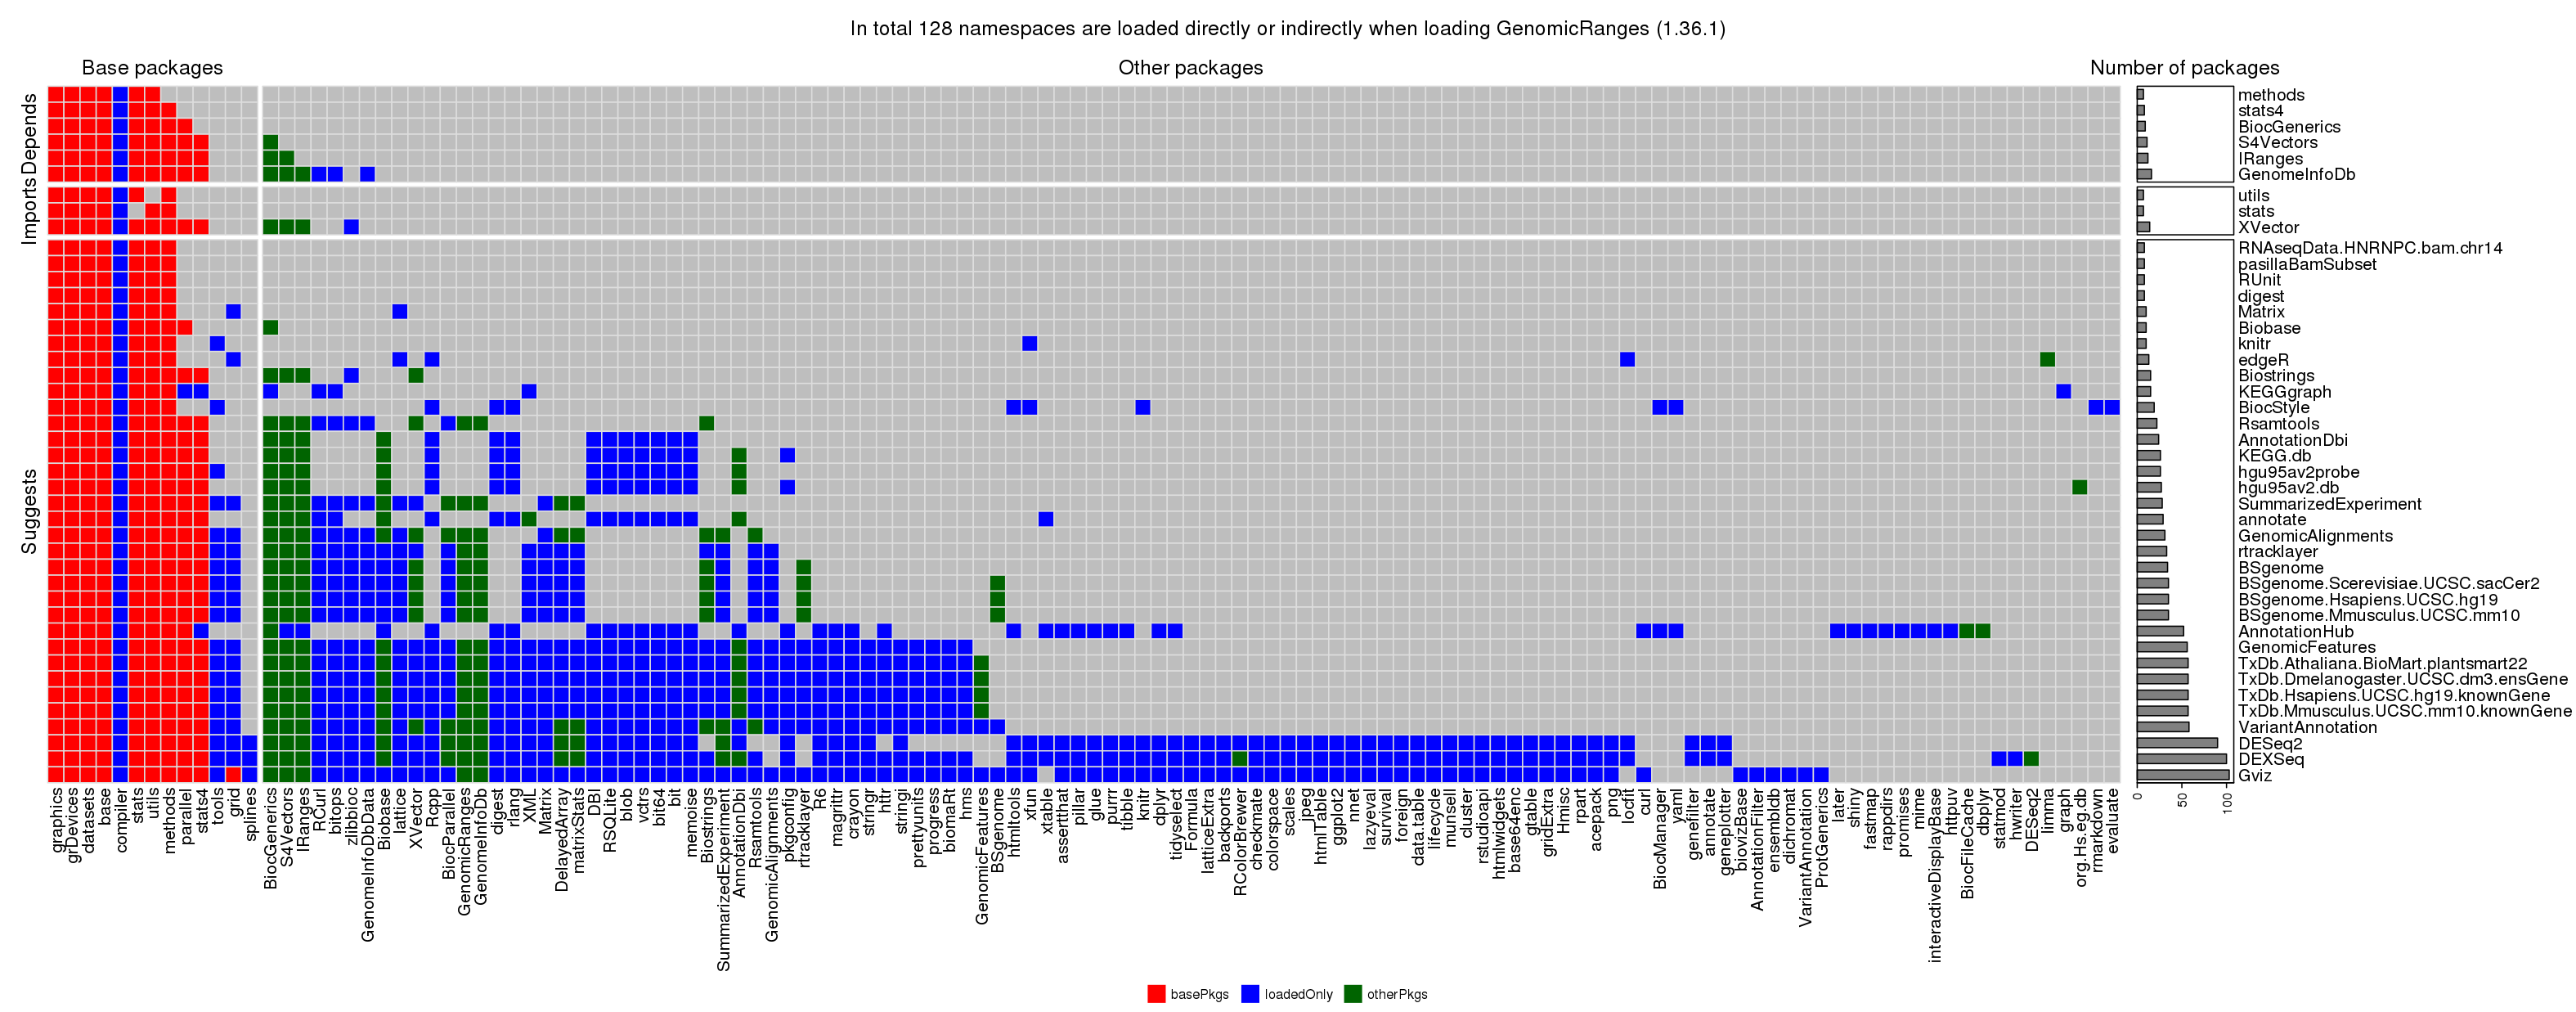 In total 128 namespaces are loaded directly or indirectly when loading GenomicRanges (1.36.1)
Base packages
Other packages
Number of packages
Depends
Imports
Suggests
methods
stats4
BiocGenerics
S4Vectors
IRanges
GenomeInfoDb
utils
stats
XVector
RNAseqData.HNRNPC.bam.chr14
pasillaBamSubset
RUnit
digest
Matrix
Biobase
knitr
edgeR
Biostrings
KEGGgraph
BiocStyle
Rsamtools
AnnotationDbi
KEGG.db
hgu95av2probe
hgu95av2.db
SummarizedExperiment
annotate
GenomicAlignments
rtracklayer
BSgenome
BSgenome.Scerevisiae.UCSC.sacCer2
BSgenome.Hsapiens.UCSC.hg19
BSgenome.Mmusculus.UCSC.mm10
AnnotationHub
GenomicFeatures
TxDb.Athaliana.BioMart.plantsmart22
TxDb.Dmelanogaster.UCSC.dm3.ensGene
TxDb.Hsapiens.UCSC.hg19.knownGene
TxDb.Mmusculus.UCSC.mm10.knownGene
VariantAnnotation
DESeq2
DEXSeq
Gviz
graphics
grDevices
datasets
base
compiler
stats
utils
methods
parallel
stats4
tools
grid
splines
BiocGenerics
S4Vectors
IRanges
RCurl
bitops
zlibbioc
GenomeInfoDbData
Biobase
lattice
XVector
Rcpp
BiocParallel
GenomicRanges
GenomeInfoDb
digest
rlang
XML
Matrix
DelayedArray
matrixStats
DBI
RSQLite
blob
vctrs
bit64
bit
memoise
Biostrings
SummarizedExperiment
AnnotationDbi
Rsamtools
GenomicAlignments
pkgconfig
rtracklayer
R6
magrittr
crayon
stringr
httr
stringi
prettyunits
progress
biomaRt
hms
GenomicFeatures
BSgenome
htmltools
xfun
xtable
assertthat
pillar
glue
purrr
tibble
knitr
dplyr
tidyselect
Formula
latticeExtra
backports
RColorBrewer
checkmate
colorspace
scales
jpeg
htmlTable
ggplot2
nnet
lazyeval
survival
foreign
data.table
lifecycle
munsell
cluster
rstudioapi
htmlwidgets
base64enc
gtable
gridExtra
Hmisc
rpart
acepack
png
locfit
curl
BiocManager
yaml
genefilter
annotate
geneplotter
biovizBase
AnnotationFilter
ensembldb
dichromat
VariantAnnotation
ProtGenerics
later
shiny
fastmap
rappdirs
promises
mime
interactiveDisplayBase
httpuv
BiocFileCache
dbplyr
statmod
hwriter
DESeq2
limma
graph
org.Hs.eg.db
rmarkdown
evaluate
0
50
100
basePkgs
loadedOnly
otherPkgs